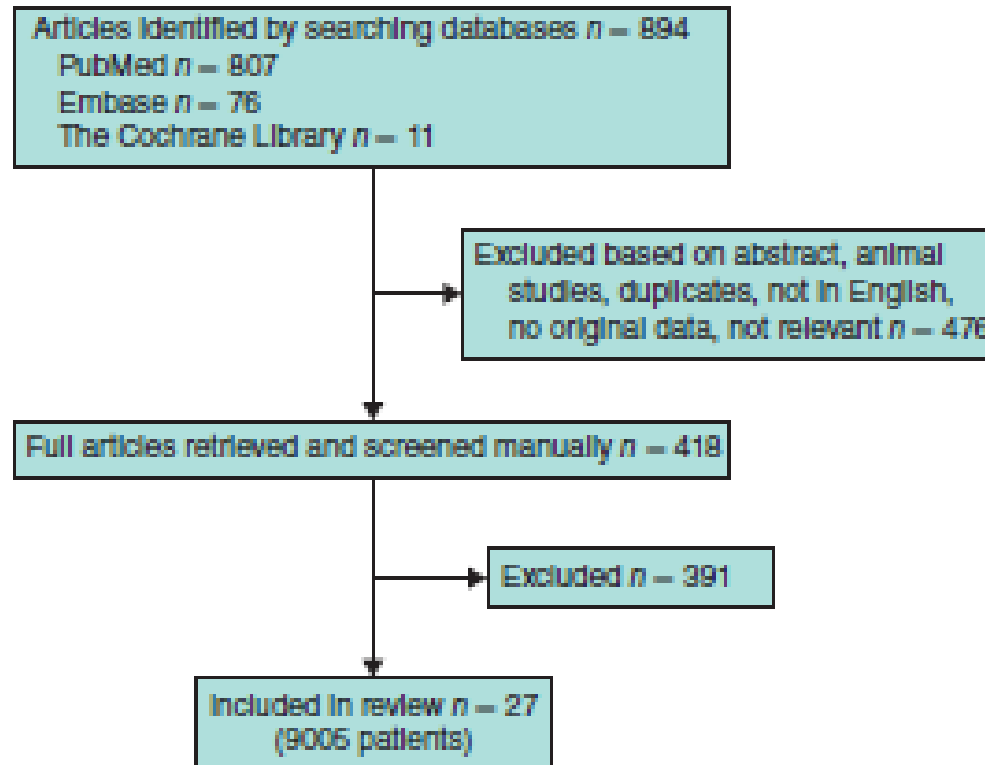 Articles identified by searching databases n = 894
PubMed n = 807
Embase n = 76
The Cochrane Library n = 11
Excluded based on abstract, animal
studies, duplicates, not in English,
no original data, not relevant n = 476
Full articles retrieved and screened manually n = 418
Excluded n = 391
Included in review n = 27
(9005 patients)